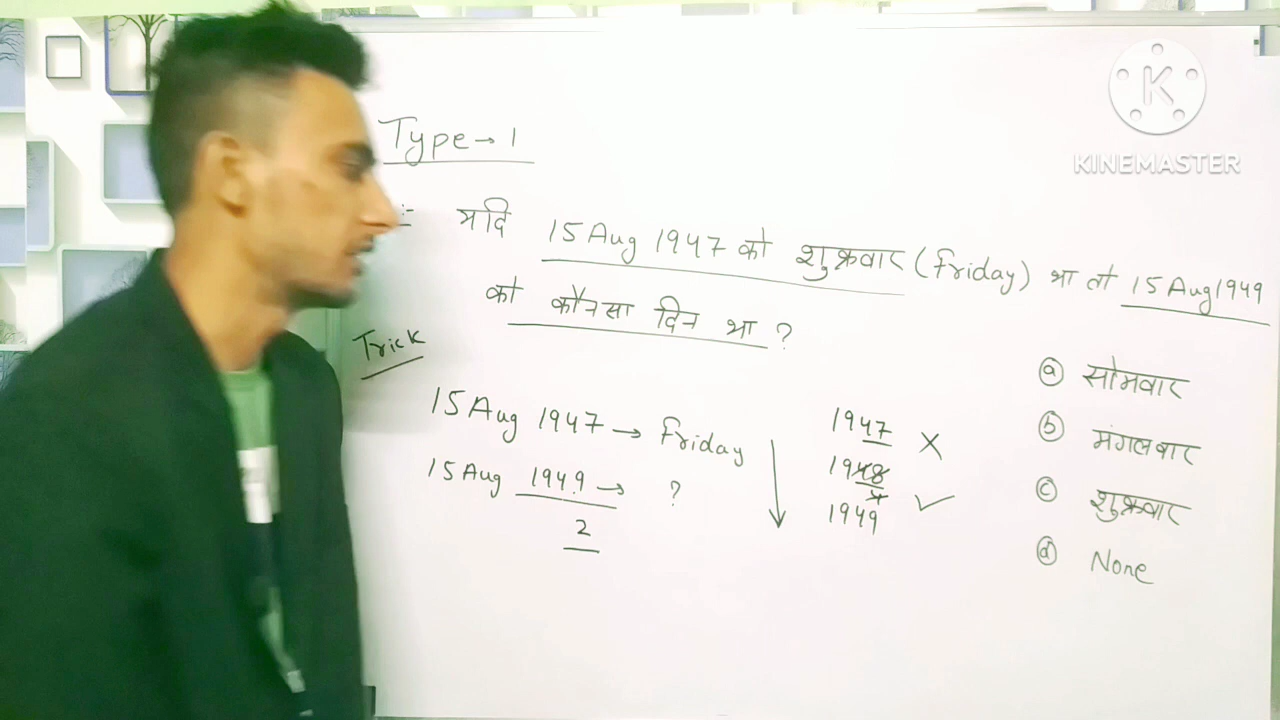 KINEMASTER
Type→1
:- यदि 15 Aug 1947 को शुक्रवार (Friday) था तो 15 Aug 1949
को कौनसा दिन था ?
Trick
15 Aug 1947 → Friday
15 Aug 1949 → ?
2
1947 ×
1948
4
1949 ✓
ⓐ सोमवार
ⓑ मंगलवार
ⓒ शुक्रवार
ⓓ None